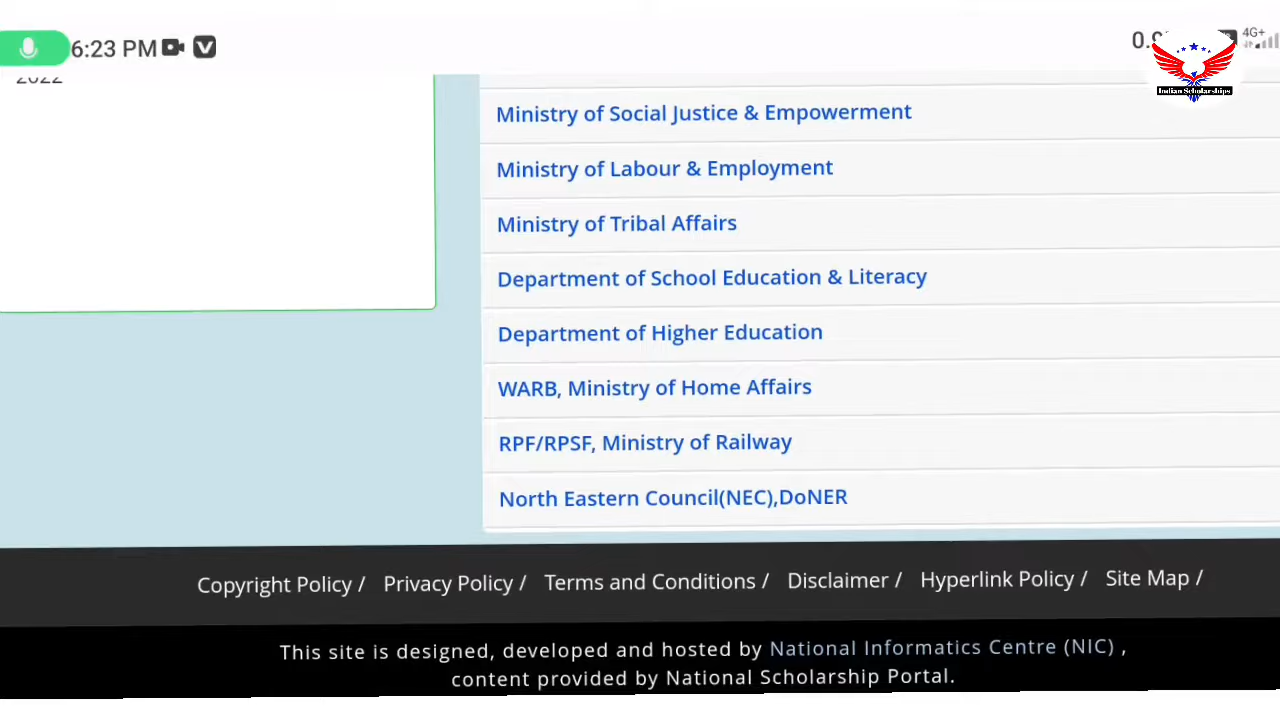 6:23 PM
4G+
Indian Scholarships
2022
Ministry of Social Justice & Empowerment
Ministry of Labour & Employment
Ministry of Tribal Affairs
Department of School Education & Literacy
Department of Higher Education
WARB, Ministry of Home Affairs
RPF/RPSF, Ministry of Railway
North Eastern Council(NEC),DoNER
Copyright Policy / Privacy Policy / Terms and Conditions / Disclaimer / Hyperlink Policy / Site Map /
This site is designed, developed and hosted by National Informatics Centre (NIC) ,
content provided by National Scholarship Portal.